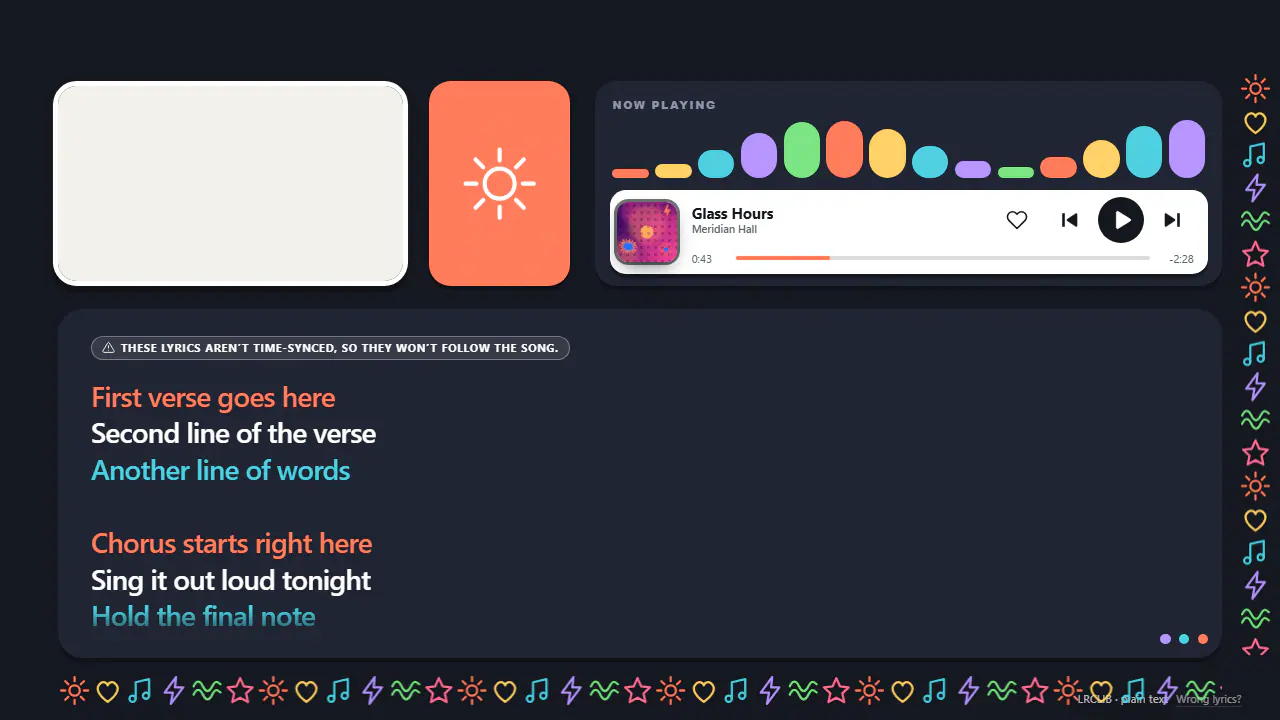 NOW PLAYING
Glass Hours
Meridian Hall
0:43
-2:28
THESE LYRICS AREN'T TIME-SYNCED, SO THEY WON'T FOLLOW THE SONG.
First verse goes here
Second line of the verse
Another line of words
Chorus starts right here
Sing it out loud tonight
Hold the final note
LRCLIB · plain text Wrong lyrics?